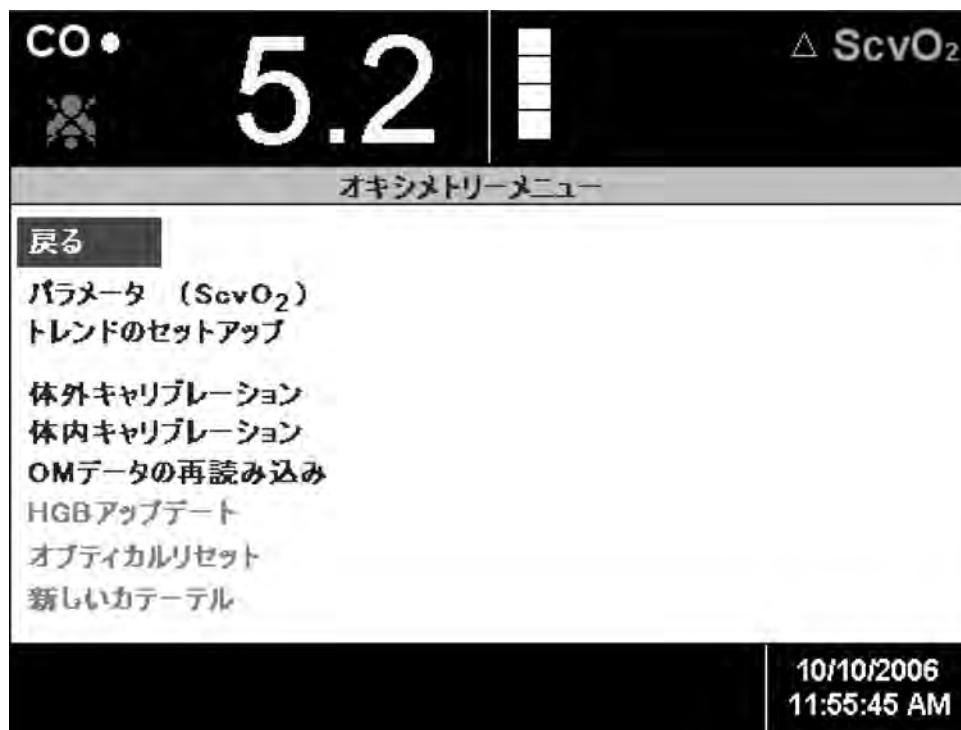 CO • 5.2 △ ScvO₂
オキシメトリーメニュー
戻る
パラメータ （ScvO₂）
トレンドのセットアップ
体外キャリブレーション
体内キャリブレーション
OMデータの再読み込み
HGBアップデート
オプティカルリセット
新しいカテーテル
10/10/2006
11:55:45 AM